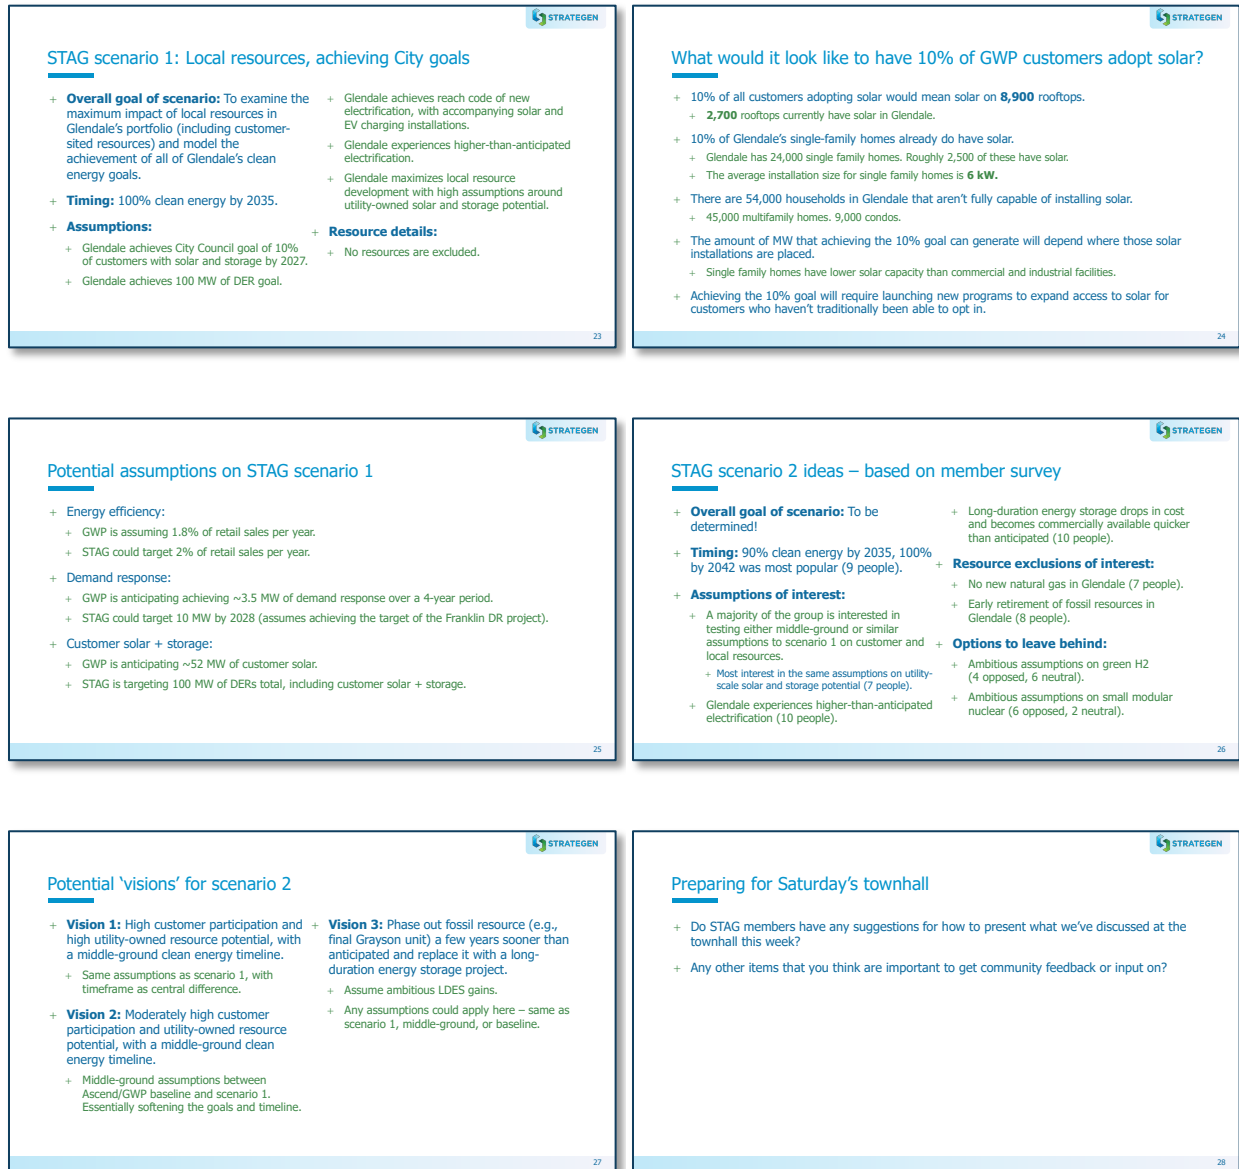 STRATEGEN
STAG scenario 1: Local resources, achieving City goals
+ Overall goal of scenario: To examine the
maximum impact of local resources in
Glendale's portfolio (including customer-
sited resources) and model the
achievement of all of Glendale's clean
energy goals.
+ Timing: 100% clean energy by 2035.
+ Assumptions:
+ Glendale achieves City Council goal of 10%
of customers with solar and storage by 2027.
+ Glendale achieves 100 MW of DER goal.
+ Glendale achieves reach code of new
electrification, with accompanying solar and
EV charging installations.
+ Glendale experiences higher-than-anticipated
electrification.
+ Glendale maximizes local resource
development with high assumptions around
utility-owned solar and storage potential.
+ Resource details:
+ No resources are excluded.
23
STRATEGEN
What would it look like to have 10% of GWP customers adopt solar?
+ 10% of all customers adopting solar would mean solar on 8,900 rooftops.
+ 2,700 rooftops currently have solar in Glendale.
+ 10% of Glendale's single-family homes already do have solar.
+ Glendale has 24,000 single family homes. Roughly 2,500 of these have solar.
+ The average installation size for single family homes is 6 kW.
+ There are 54,000 households in Glendale that aren't fully capable of installing solar.
+ 45,000 multifamily homes. 9,000 condos.
+ The amount of MW that achieving the 10% goal can generate will depend where those solar
installations are placed.
+ Single family homes have lower solar capacity than commercial and industrial facilities.
+ Achieving the 10% goal will require launching new programs to expand access to solar for
customers who haven't traditionally been able to opt in.
24
STRATEGEN
Potential assumptions on STAG scenario 1
+ Energy efficiency:
+ GWP is assuming 1.8% of retail sales per year.
+ STAG could target 2% of retail sales per year.
+ Demand response:
+ GWP is anticipating achieving ~3.5 MW of demand response over a 4-year period.
+ STAG could target 10 MW by 2028 (assumes achieving the target of the Franklin DR project).
+ Customer solar + storage:
+ GWP is anticipating ~52 MW of customer solar.
+ STAG is targeting 100 MW of DERs total, including customer solar + storage.
25
STRATEGEN
STAG scenario 2 ideas – based on member survey
+ Overall goal of scenario: To be
determined!
+ Timing: 90% clean energy by 2035, 100%
by 2042 was most popular (9 people).
+ Assumptions of interest:
+ A majority of the group is interested in
testing either middle-ground or similar
assumptions to scenario 1 on customer and
local resources.
+ Most interest in the same assumptions on utility-
scale solar and storage potential (7 people).
+ Glendale experiences higher-than-anticipated
electrification (10 people).
+ Long-duration energy storage drops in cost
and becomes commercially available quicker
than anticipated (10 people).
+ Resource exclusions of interest:
+ No new natural gas in Glendale (7 people).
+ Early retirement of fossil resources in
Glendale (8 people).
+ Options to leave behind:
+ Ambitious assumptions on green H2
(4 opposed, 6 neutral).
+ Ambitious assumptions on small modular
nuclear (6 opposed, 2 neutral).
26
STRATEGEN
Potential 'visions' for scenario 2
+ Vision 1: High customer participation and
high utility-owned resource potential, with
a middle-ground clean energy timeline.
+ Same assumptions as scenario 1, with
timeframe as central difference.
+ Vision 2: Moderately high customer
participation and utility-owned resource
potential, with a middle-ground clean
energy timeline.
+ Middle-ground assumptions between
Ascend/GWP baseline and scenario 1.
Essentially softening the goals and timeline.
+ Vision 3: Phase out fossil resource (e.g.,
final Grayson unit) a few years sooner than
anticipated and replace it with a long-
duration energy storage project.
+ Assume ambitious LDES gains.
+ Any assumptions could apply here – same as
scenario 1, middle-ground, or baseline.
27
STRATEGEN
Preparing for Saturday's townhall
+ Do STAG members have any suggestions for how to present what we've discussed at the
townhall this week?
+ Any other items that you think are important to get community feedback or input on?
28